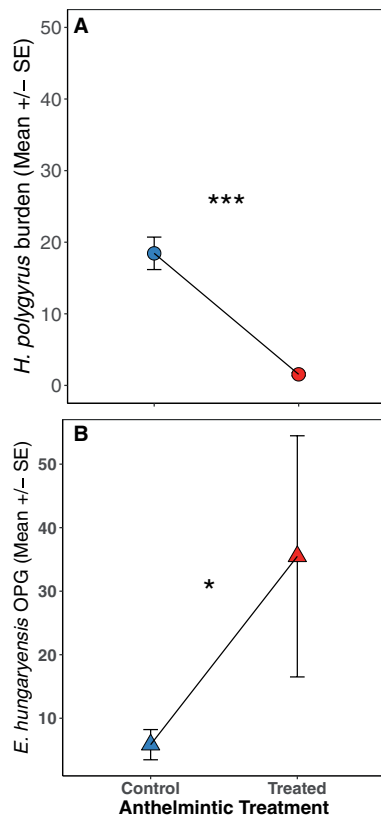 A
H. polygyrus burden (Mean +/− SE)
50
40
30
20
10
0
***
B
E. hungaryensis OPG (Mean +/− SE)
50
40
30
20
10
*
Control Treated
Anthelmintic Treatment